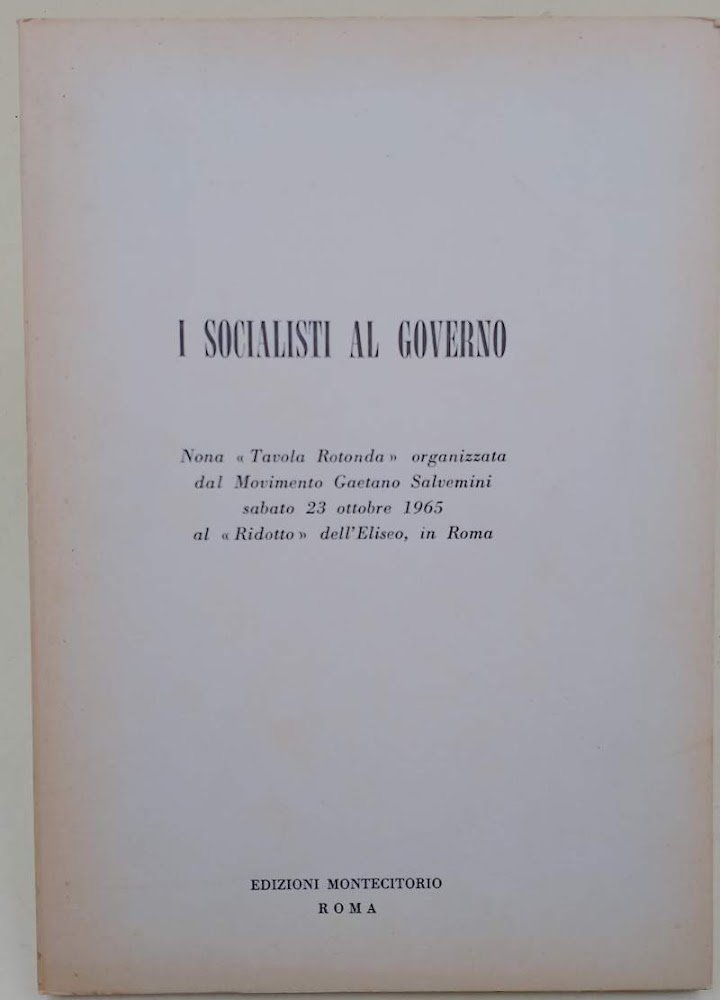 I SOCIALISTI AL GOVERNO
Nona « Tavola Rotonda » organizzata
dal Movimento Gaetano Salvemini
sabato 23 ottobre 1965
al « Ridotto » dell'Eliseo, in Roma
EDIZIONI MONTECITORIO
ROMA